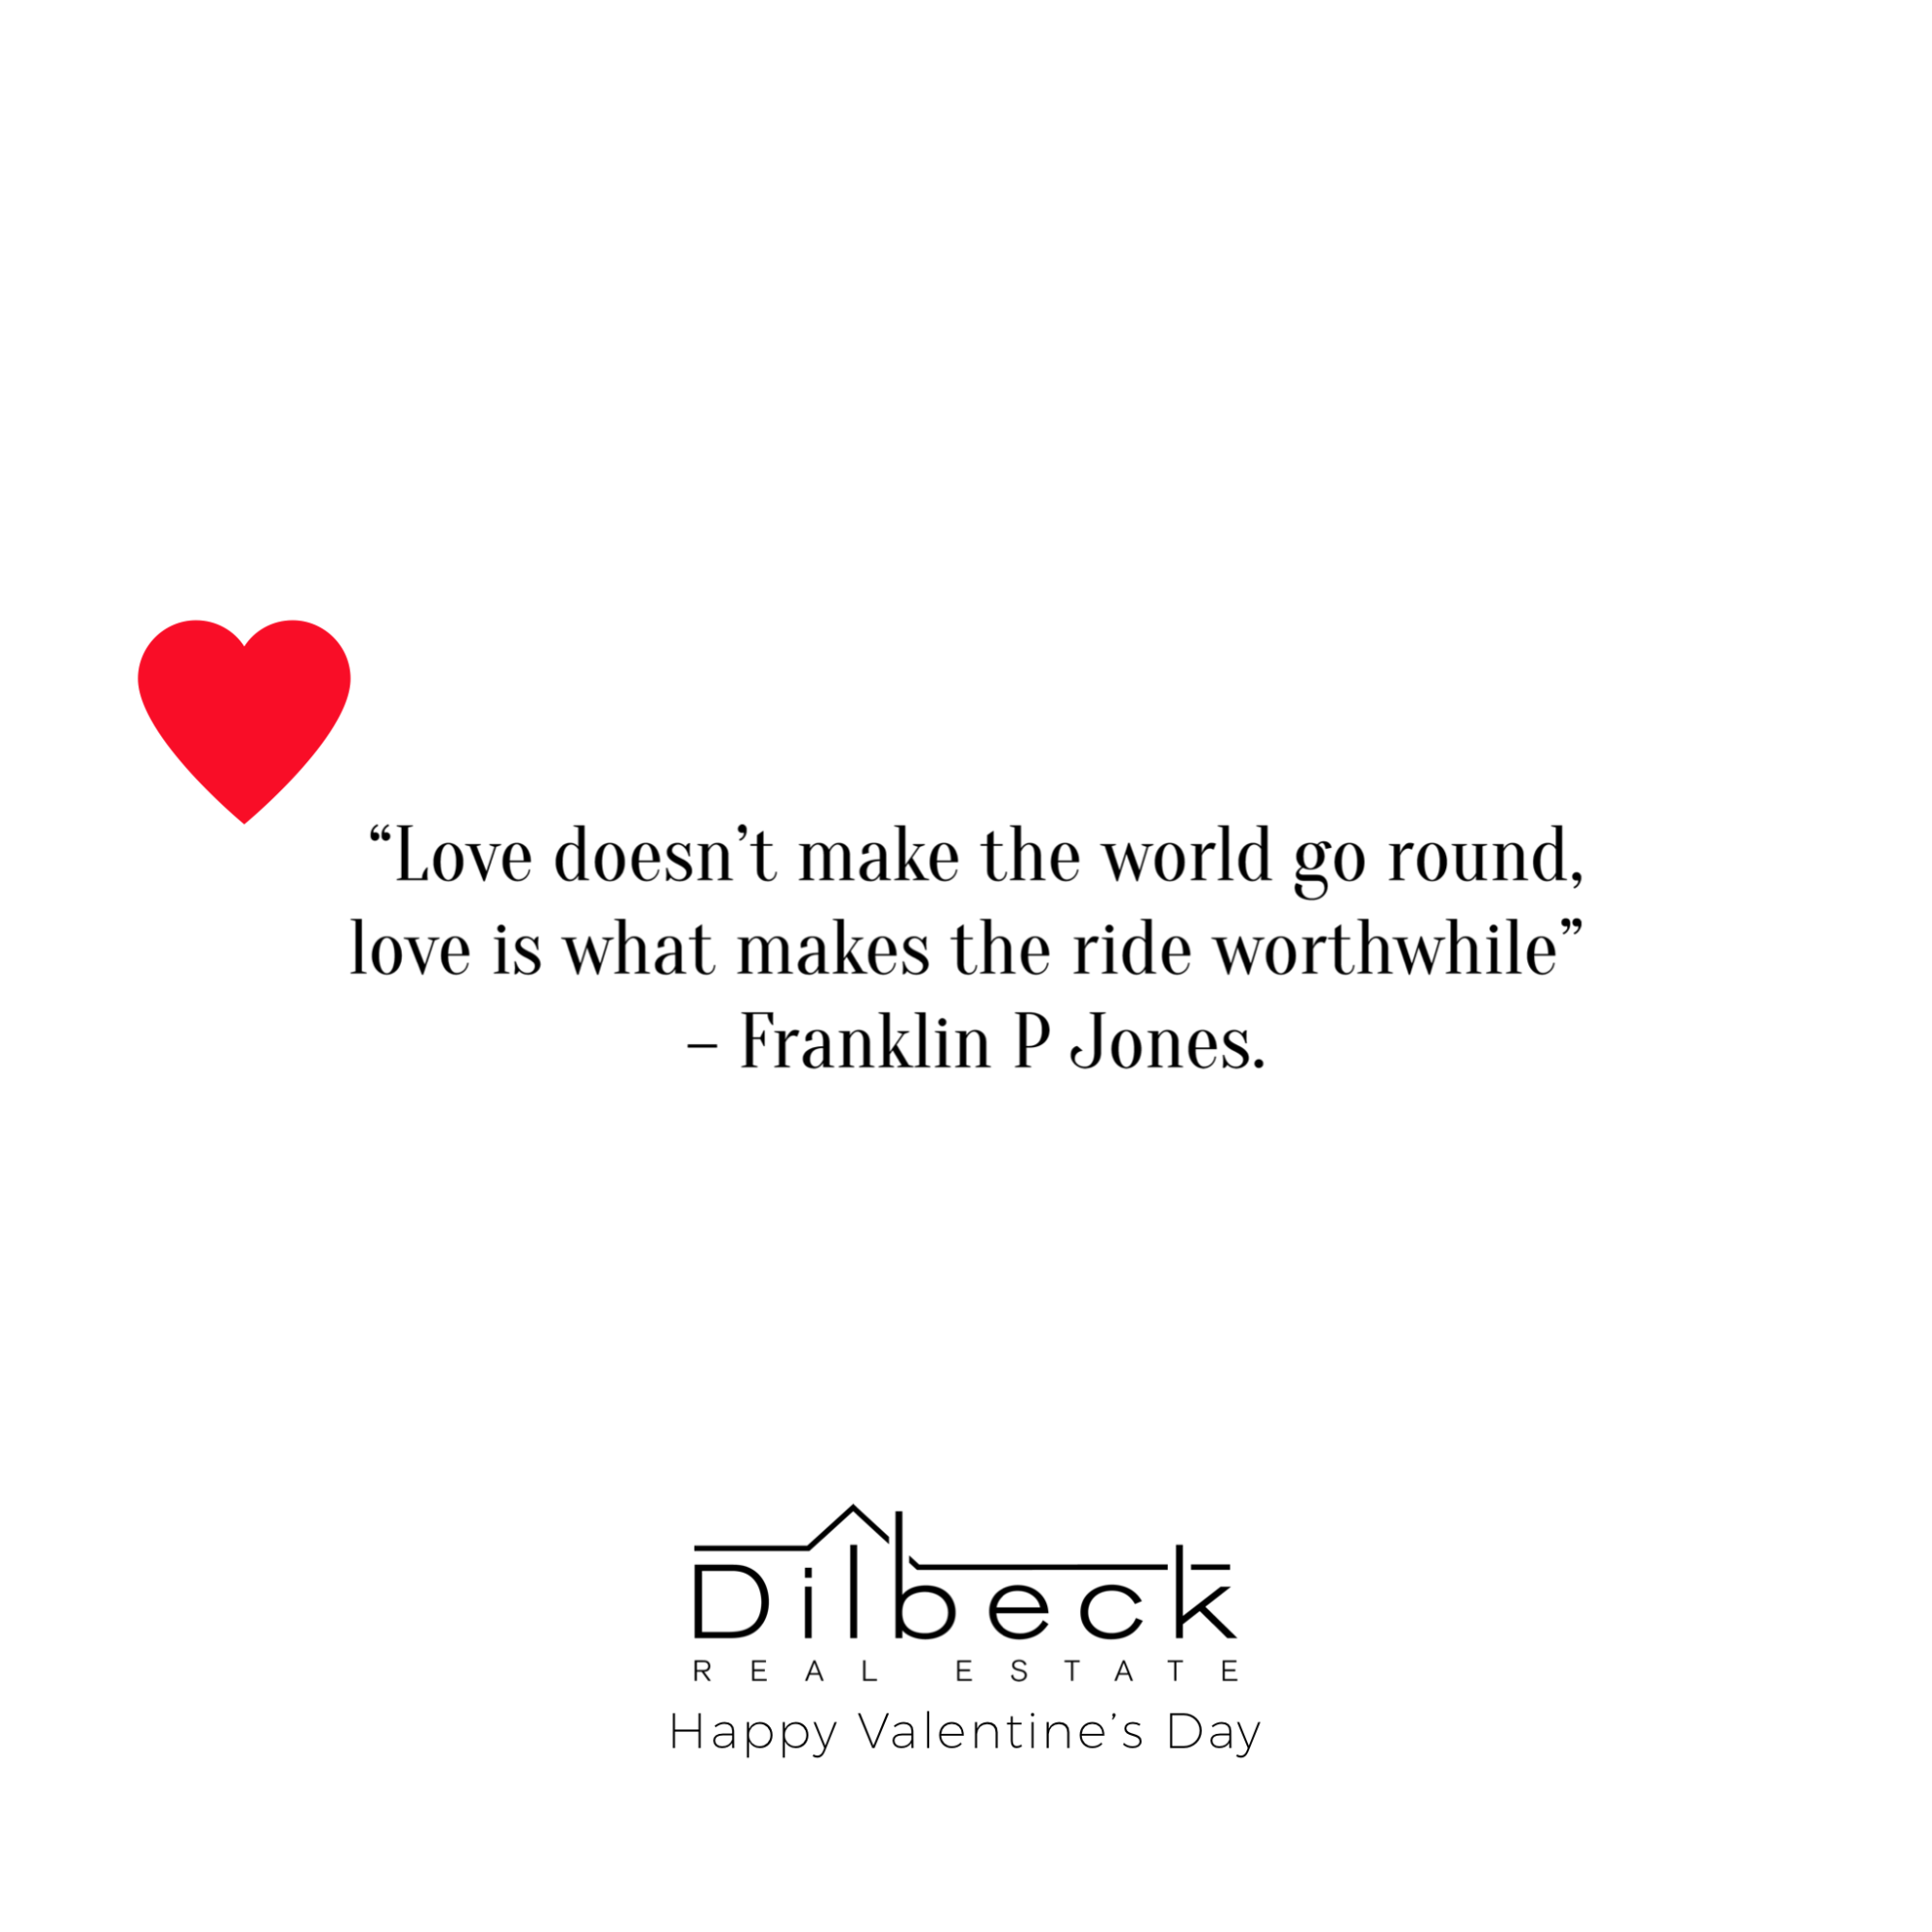 “Love doesn’t make the world go round,
love is what makes the ride worthwhile”
– Franklin P Jones.
Dilbeck
REAL ESTATE
Happy Valentine’s Day